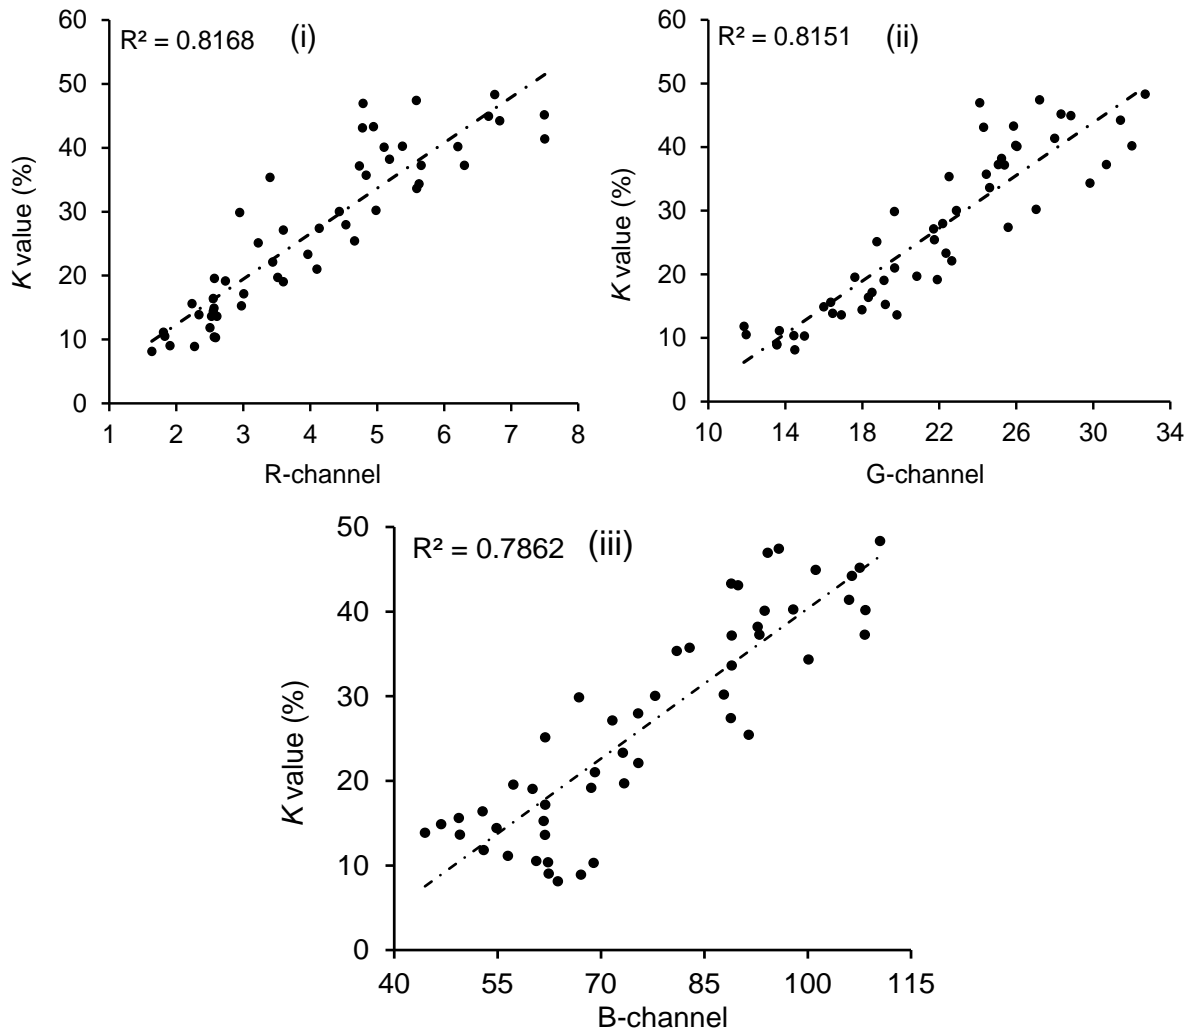 R² = 0.8168 (i)
60
50
40
30
20
10
0
K value (%)
1 2 3 4 5 6 7 8
R-channel
R² = 0.8151 (ii)
60
50
40
30
20
10
0
K value (%)
10 14 18 22 26 30 34
G-channel
R² = 0.7862 (iii)
50
40
30
20
10
0
K value (%)
40 55 70 85 100 115
B-channel